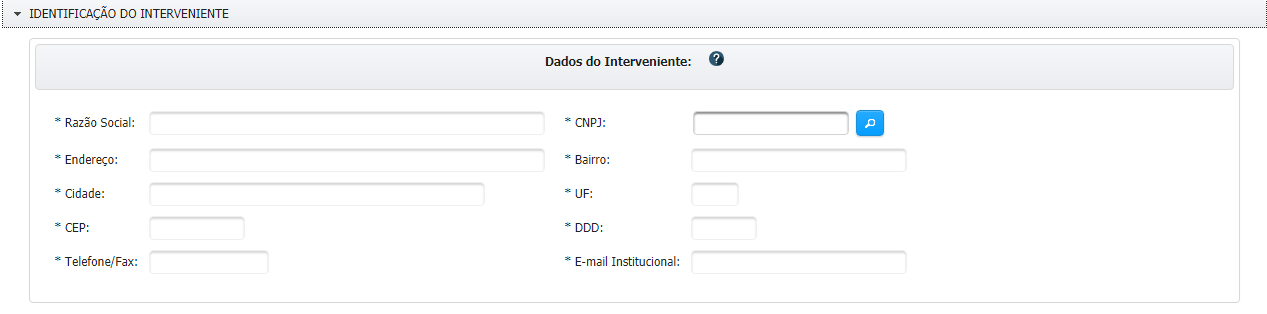 IDENTIFICAÇÃO DO INTERVENIENTE
Dados do Interveniente: ?
* Razão Social: * CNPJ:
* Endereço: * Bairro:
* Cidade: * UF:
* CEP: * DDD:
* Telefone/Fax: * E-mail Institucional: